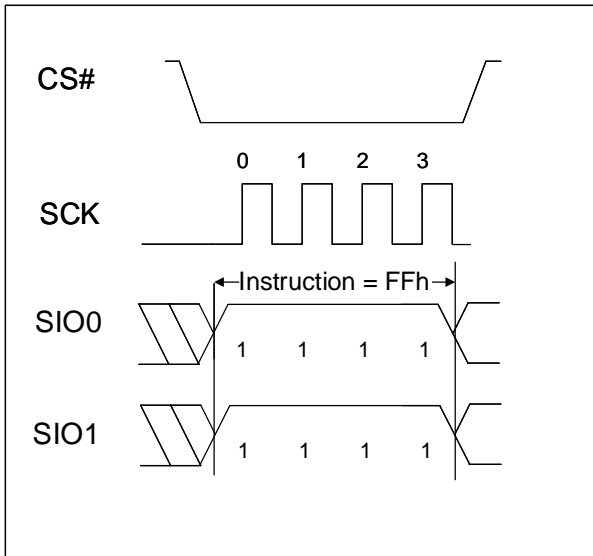 CS#
0 1 2 3
SCK
Instruction = FFh
SIO0
1 1 1 1
SIO1
1 1 1 1